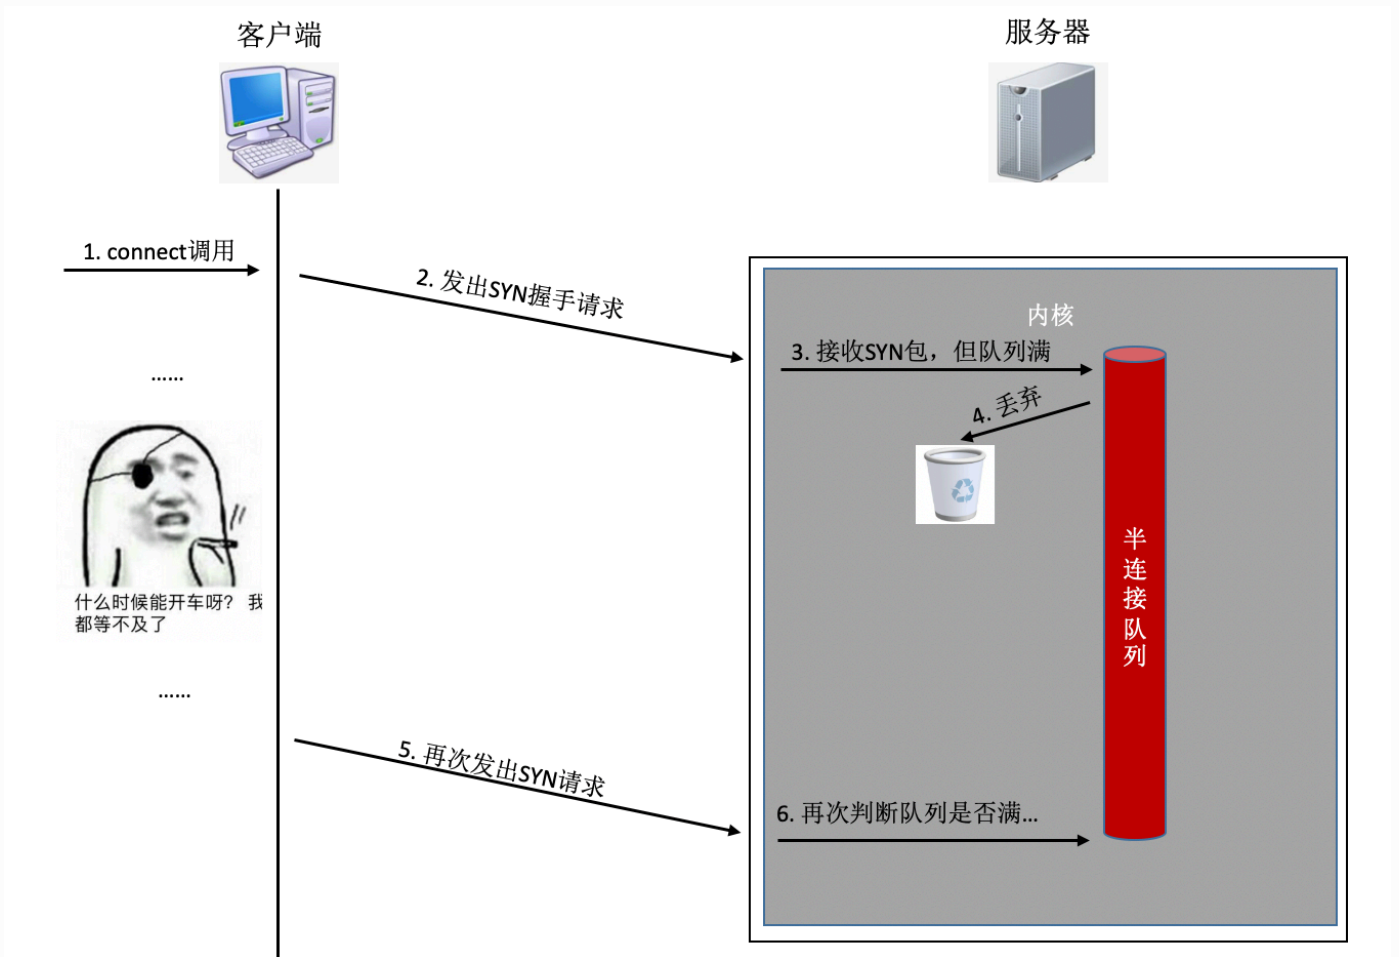 客户端
服务器
1. connect调用
2. 发出SYN握手请求
内核
3. 接收SYN包，但队列满
4. 丢弃
……
什么时候能开车呀？ 我
都等不及了
半连接队列
……
5. 再次发出SYN请求
6. 再次判断队列是否满...